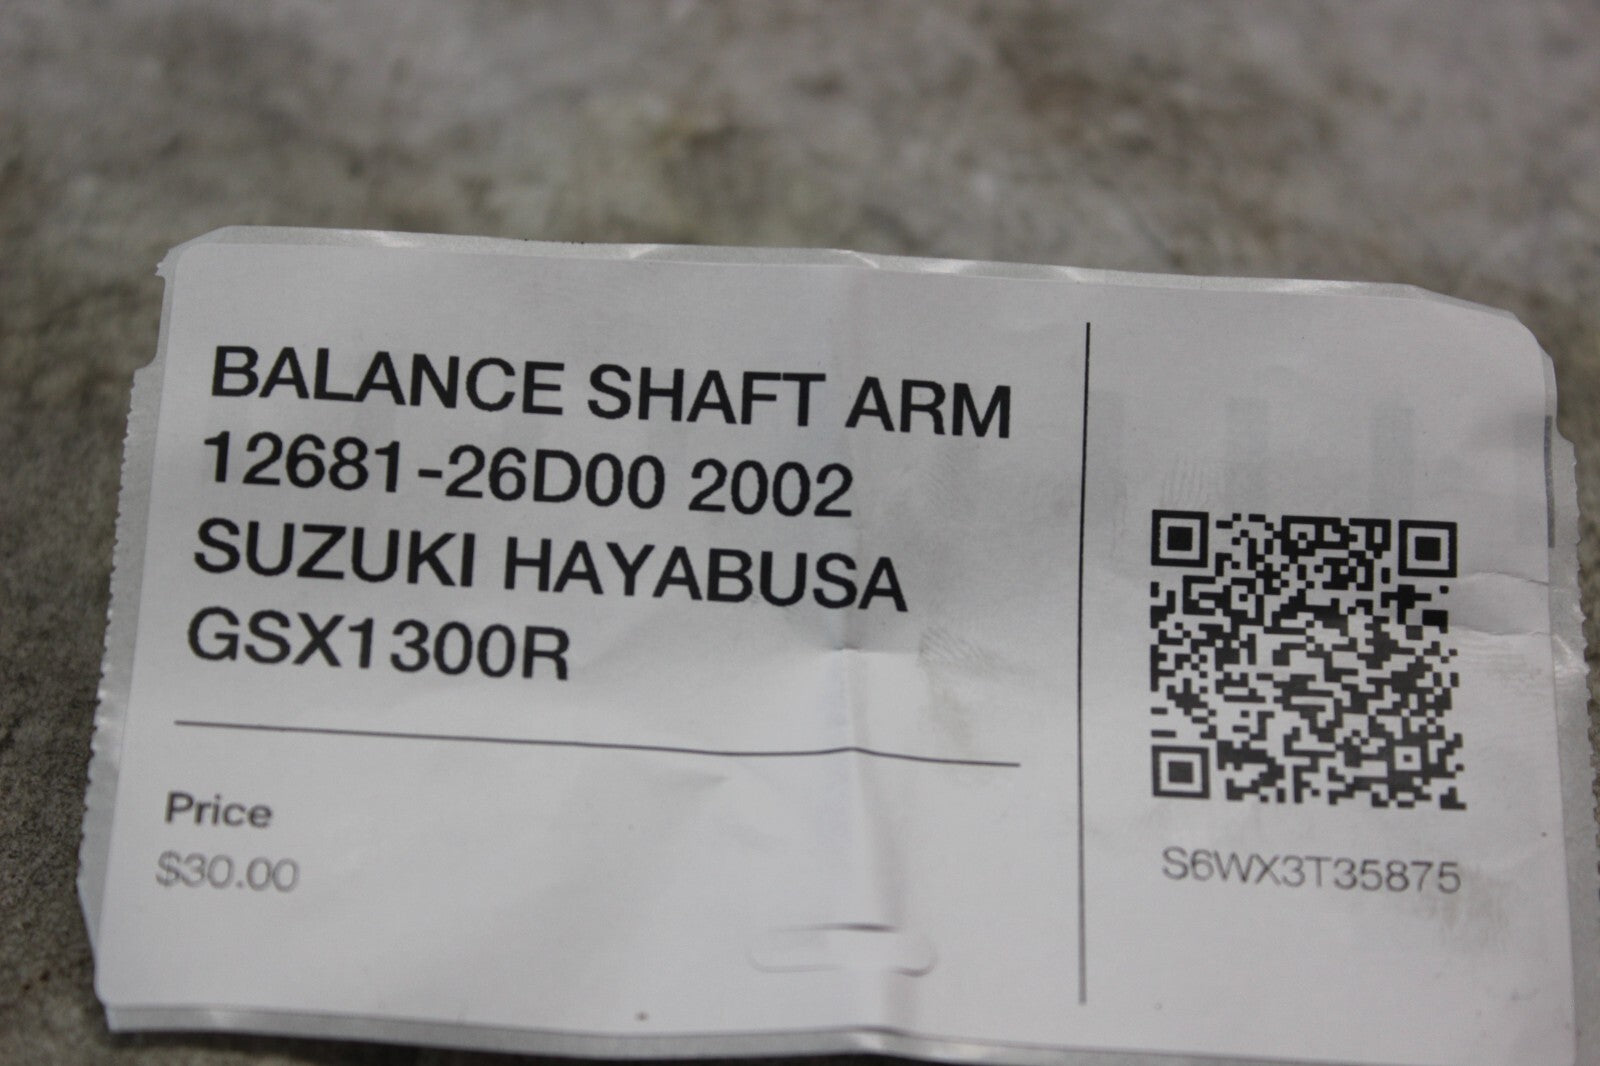 BALANCE SHAFT ARM
12681-26D00 2002
SUZUKI HAYABUSA
GSX1300R
Price
$30.00
S6WX3T35875